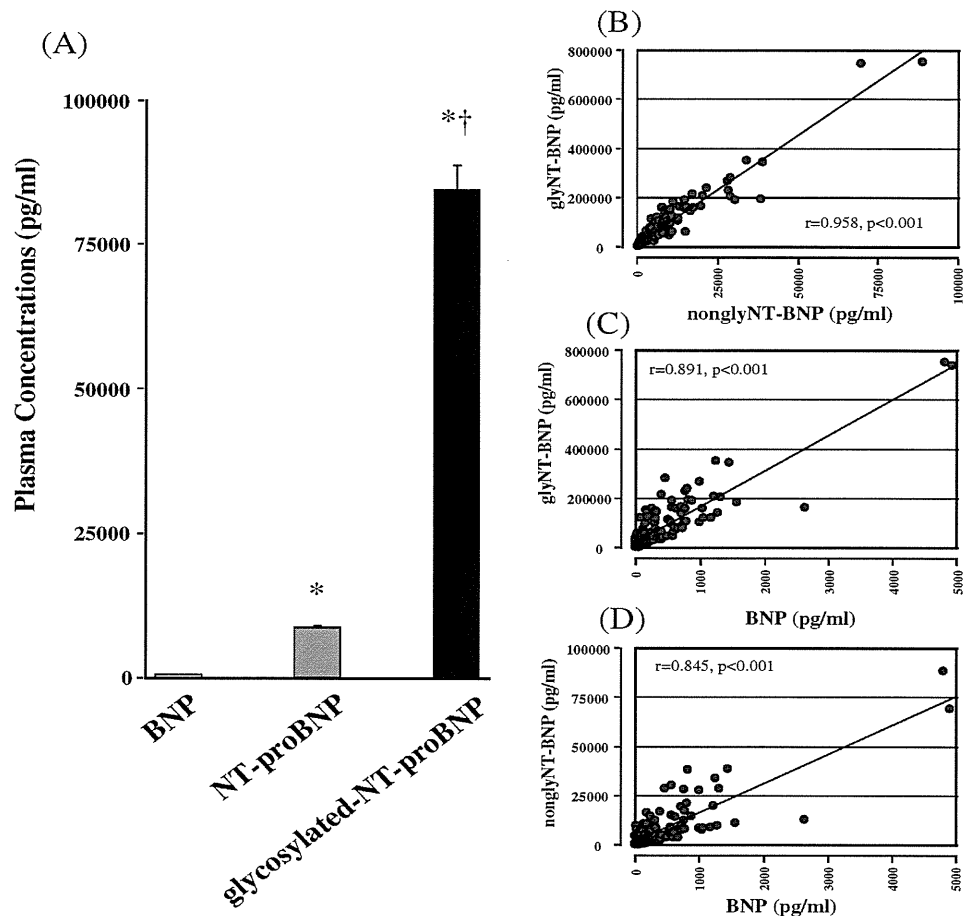 (A)
Plasma Concentrations (pg/ml)
100000
75000
50000
25000
0
*
*†
BNP
NT-proBNP
glycosylated-NT-proBNP
(B)
glyNT-BNP (pg/ml)
800000
600000
400000
200000
0
r=0.958, p<0.001
0
25000
50000
75000
100000
nonglyNT-BNP (pg/ml)
(C)
glyNT-BNP (pg/ml)
800000
600000
400000
200000
0
r=0.891, p<0.001
0
1000
2000
3000
4000
5000
BNP (pg/ml)
(D)
nonglyNT-BNP (pg/ml)
100000
75000
50000
25000
0
r=0.845, p<0.001
0
1000
2000
3000
4000
5000
BNP (pg/ml)